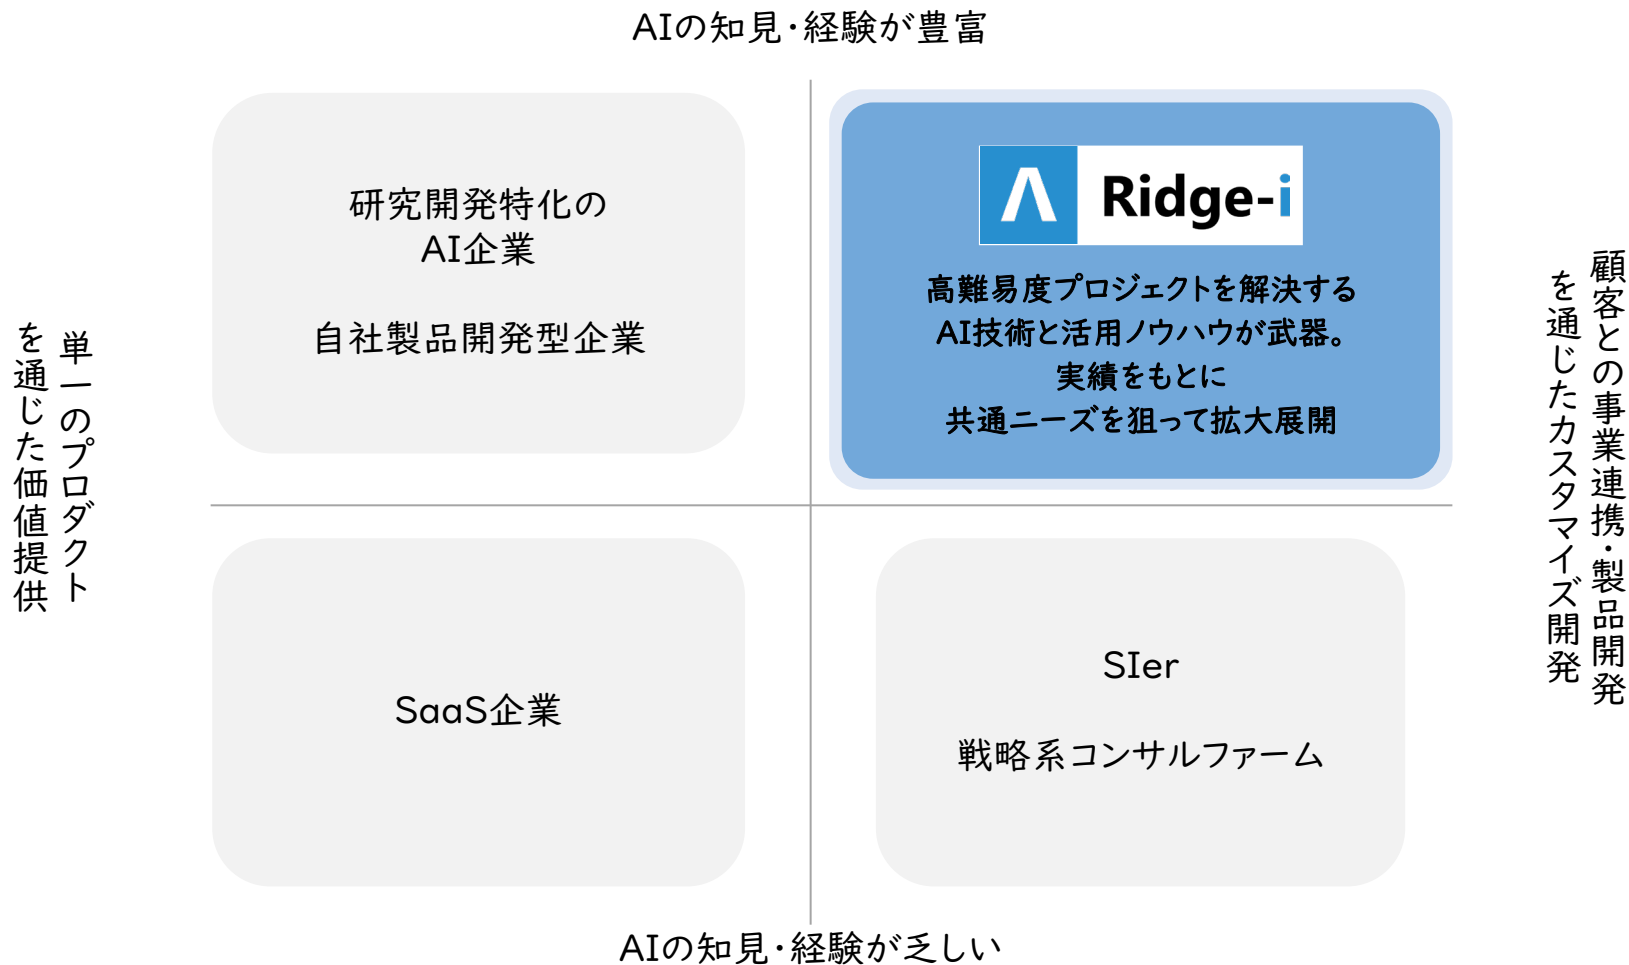 AIの知見・経験が豊富
研究開発特化の
AI企業
自社製品開発型企業
Ridge-i
高難易度プロジェクトを解決する
AI技術と活用ノウハウが武器。
実績をもとに
共通ニーズを狙って拡大展開
単一のプロダクト
を通じた価値提供
顧客との事業連携・製品開発
を通じたカスタマイズ開発
SaaS企業
SIer
戦略系コンサルファーム
AIの知見・経験が乏しい